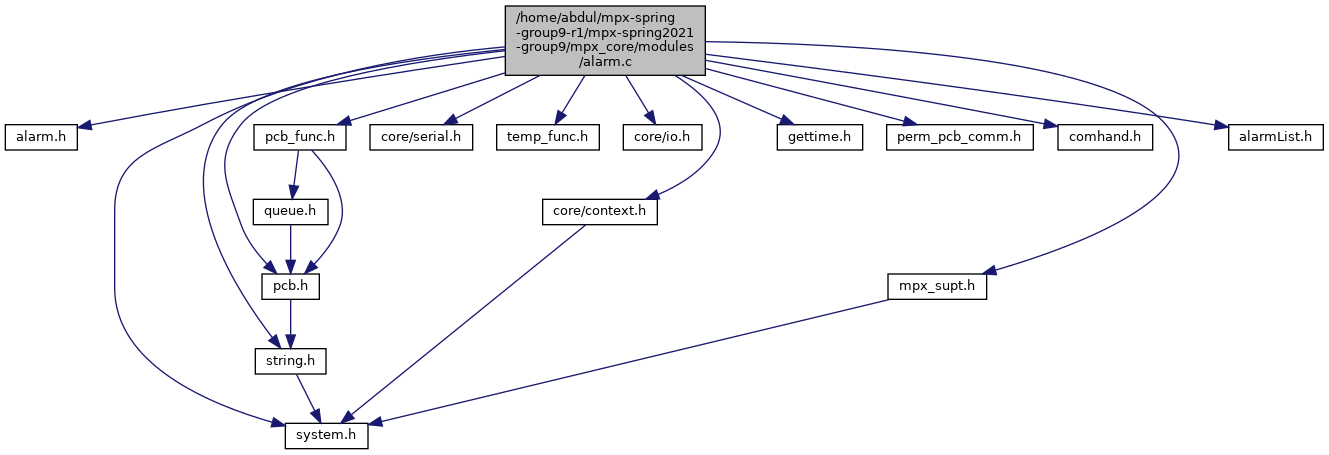 /home/abdul/mpx-spring
-group9-r1/mpx-spring2021
-group9/mpx_core/modules
/alarm.c
alarm.h
pcb_func.h
core/serial.h
temp_func.h
core/io.h
gettime.h
perm_pcb_comm.h
comhand.h
alarmList.h
queue.h
core/context.h
pcb.h
mpx_supt.h
string.h
system.h